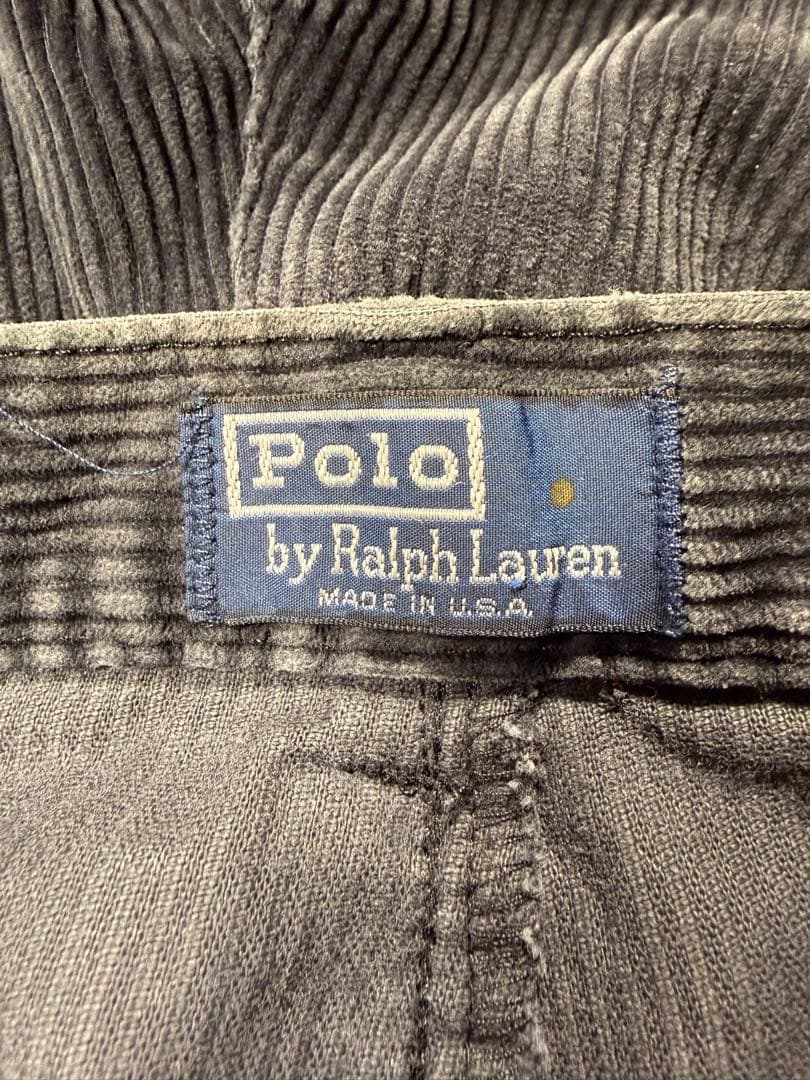 Polo
by Ralph Lauren
MADE IN U.S.A.